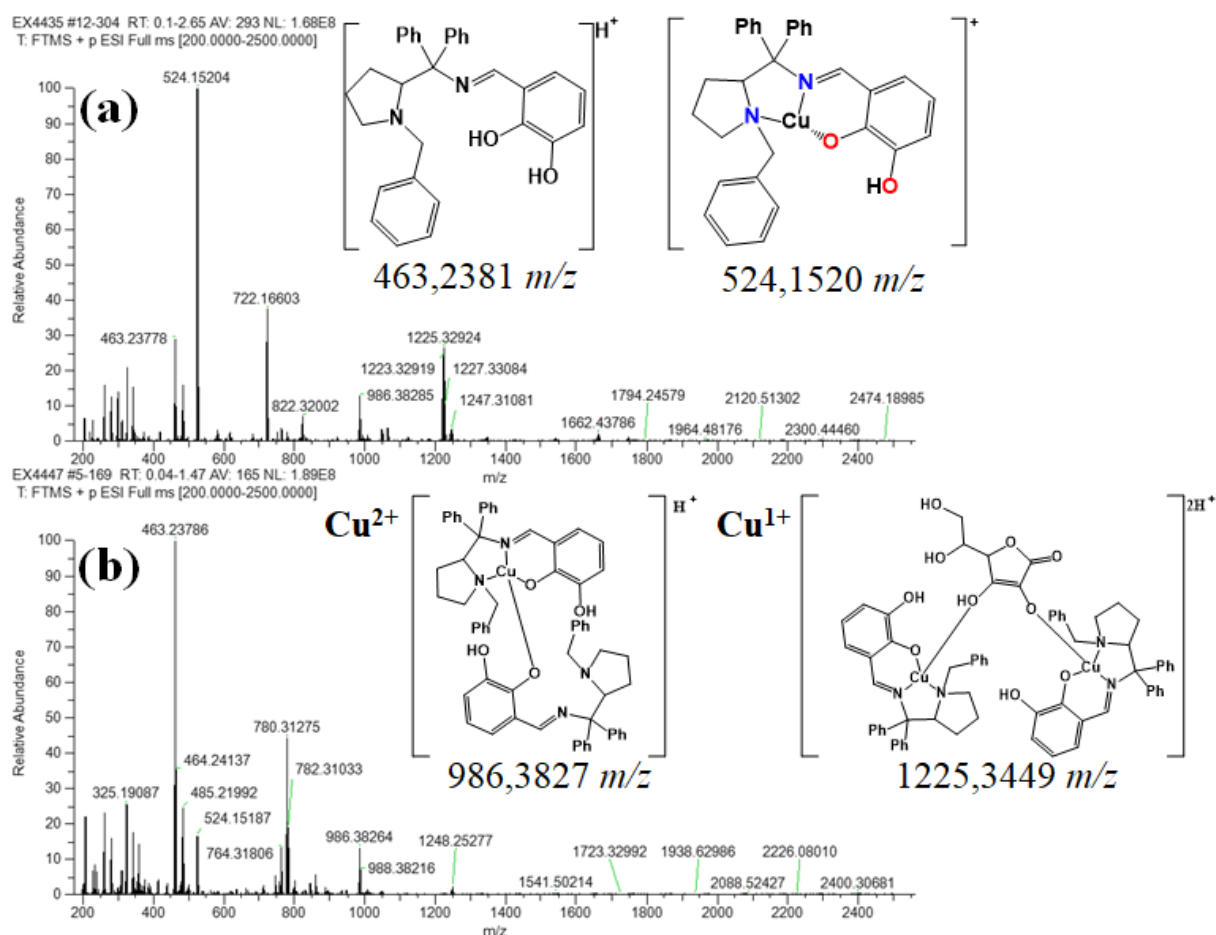 EX4435 #12-304 RT: 0.1-2.65 AV: 293 NL: 1.68E8
T: FTMS + p ESI Full ms [200.0000-2500.0000]
(a)
Relative Abundance
100
90
80
70
60
50
40
30
20
10
0
524.15204
722.16603
463.23778
822.32002
986.38285
1225.32924
1223.32919
1227.33084
1247.31081
1662.43786
1794.24579
1964.48176
2120.51302
2300.44460
2474.18985
200 400 600 800 1000 1200 1400 1600 1800 2000 2200 2400
m/z
Ph Ph
H+
N
N
HO
HO
463,2381 m/z
Ph Ph
+
N
N
Cu
O
HO
524,1520 m/z
EX4447 #5-169 RT: 0.04-1.47 AV: 165 NL: 1.89E8
T: FTMS + p ESI Full ms [200.0000-2500.0000]
(b)
Relative Abundance
100
90
80
70
60
50
40
30
20
10
0
463.23786
780.31275
464.24137
782.31033
325.19087
485.21992
524.15187
764.31806
986.38264
988.38216
1248.25277
1541.50214
1723.32992
1938.62986
2088.52427
2226.08010
2400.30681
200 400 600 800 1000 1200 1400 1600 1800 2000 2200 2400
m/z
Cu2+
H+
Ph Ph
N
Cu
N O
Ph OH
Ph
HO O N
N Ph
Ph
986,3827 m/z
Cu1+
2H+
HO
HO O O
OH HO O
Ph
O N
Cu Ph Cu
N N O N Ph
HO Ph
Ph Ph
1225,3449 m/z